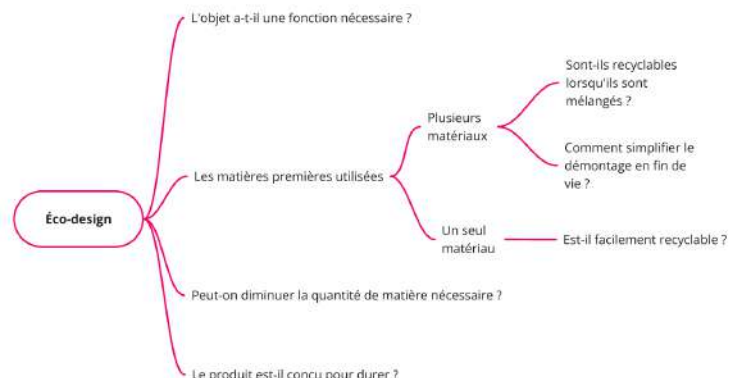 L'objet a-t-il une fonction nécessaire ?
Sont-ils recyclables
lorsqu'ils sont
mélangés ?
Plusieurs
matériaux
Comment simplifier le
démontage en fin de
vie ?
Les matières premières utilisées
Éco-design
Un seul
matériau
Est-il facilement recyclable ?
Peut-on diminuer la quantité de matière nécessaire ?
Le produit est-il conçu pour durer ?